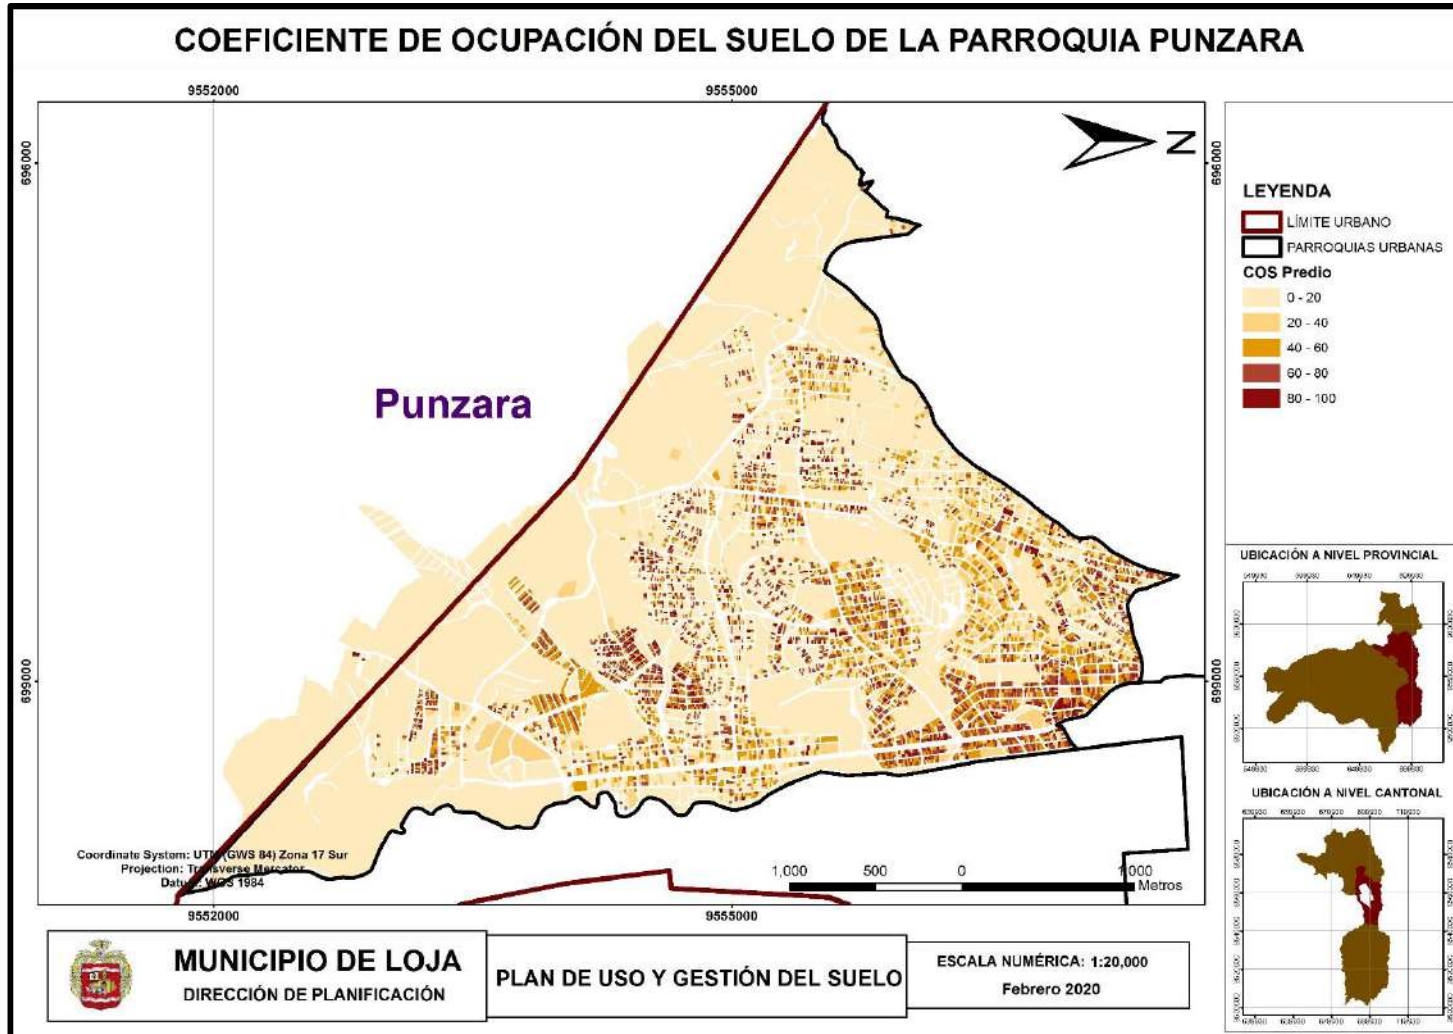 COEFICIENTE DE OCUPACIÓN DEL SUELO DE LA PARROQUIA PUNZARA
9552000
9555000
696000
696000
N
Punzara
699000
699000
Coordinate System: UTM (GWS 84) Zona 17 Sur
Projection: Transverse Mercator
Datum: WGS 1984
1,000
500
0
1,000
Metros
9552000
9555000
LEYENDA
LÍMITE URBANO
PARROQUIAS URBANAS
COS Predio
0 - 20
20 - 40
40 - 60
60 - 80
80 - 100
UBICACIÓN A NIVEL PROVINCIAL
UBICACIÓN A NIVEL CANTONAL
MUNICIPIO DE LOJA
DIRECCIÓN DE PLANIFICACIÓN
PLAN DE USO Y GESTIÓN DEL SUELO
ESCALA NUMÉRICA: 1:20,000
Febrero 2020